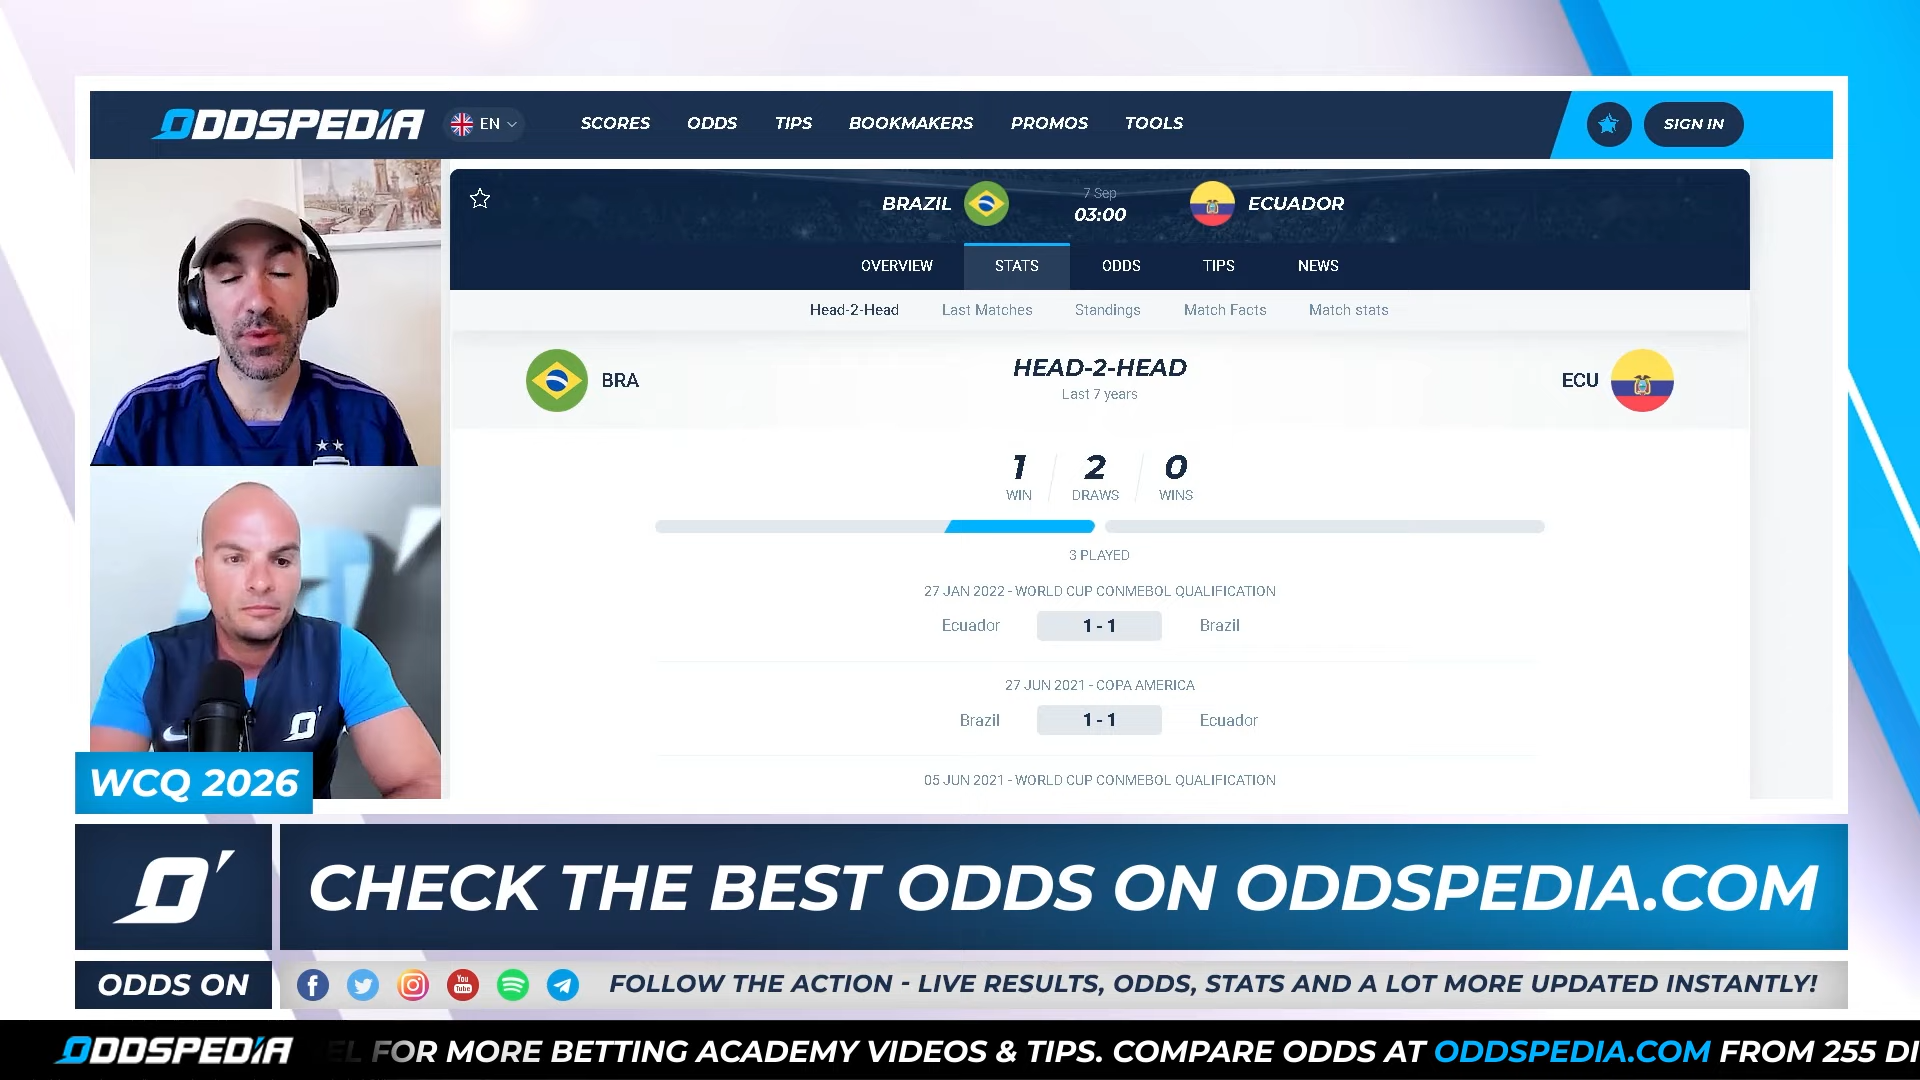 ODDSPEDIA
EN
SCORES
ODDS
TIPS
BOOKMAKERS
PROMOS
TOOLS
SIGN IN
BRAZIL
7 Sep
03:00
ECUADOR
OVERVIEW
STATS
ODDS
TIPS
NEWS
Head-2-Head
Last Matches
Standings
Match Facts
Match stats
BRA
HEAD-2-HEAD
Last 7 years
ECU
1
2
0
WIN
DRAWS
WINS
3 PLAYED
27 JAN 2022 - WORLD CUP CONMEBOL QUALIFICATION
Ecuador 1 - 1 Brazil
27 JUN 2021 - COPA AMERICA
Brazil 1 - 1 Ecuador
05 JUN 2021 - WORLD CUP CONMEBOL QUALIFICATION
WCQ 2026
CHECK THE BEST ODDS ON ODDSPEDIA.COM
ODDS ON
You
Tube
FOLLOW THE ACTION - LIVE RESULTS, ODDS, STATS AND A LOT MORE UPDATED INSTANTLY!
ODDSPEDIA
EL FOR MORE BETTING ACADEMY VIDEOS & TIPS. COMPARE ODDS AT ODDSPEDIA.COM FROM 255 DI